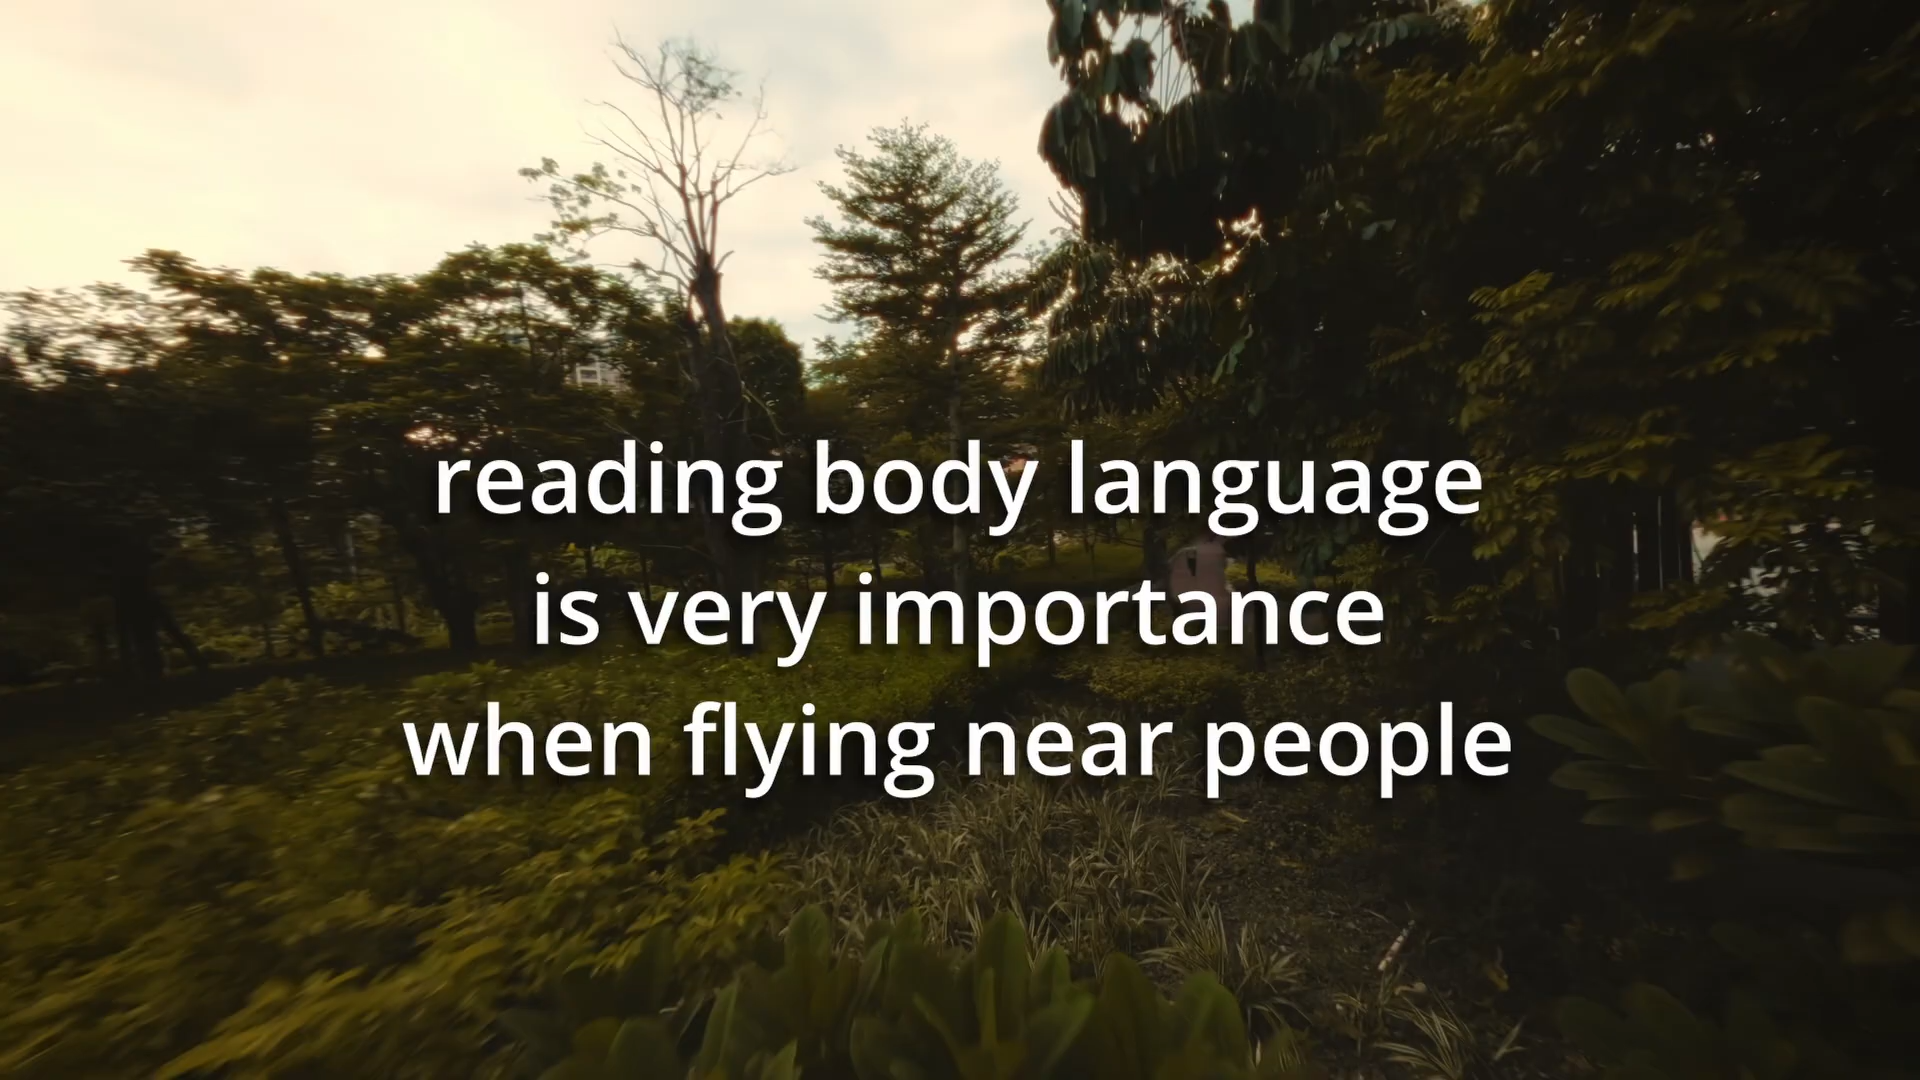 reading body language
is very importance
when flying near people